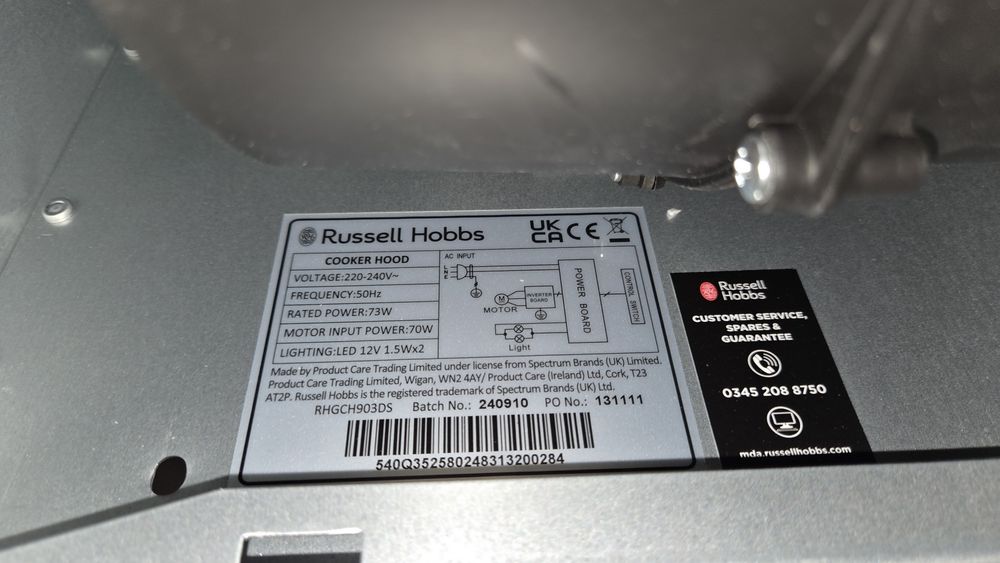 Russell Hobbs
UK
CA CE
COOKER HOOD
VOLTAGE:220-240V~
FREQUENCY:50Hz
RATED POWER:73W
MOTOR INPUT POWER:70W
LIGHTING:LED 12V 1.5Wx2
AC INPUT
L
N
E
POWER BOARD
CONTROL SWITCH
INVERTER
BOARD
M
MOTOR
Light
Made by Product Care Trading Limited under license from Spectrum Brands (UK) Limited.
Product Care Trading Limited, Wigan, WN2 4AY/ Product Care (Ireland) Ltd, Cork, T23
AT2P. Russell Hobbs is the registered trademark of Spectrum Brands (UK) Ltd.
RHGCH903DS Batch No.: 240910 PO No.: 131111
540Q352580248313200284
Russell
Hobbs
CUSTOMER SERVICE,
SPARES &
GUARANTEE
0345 208 8750
mda.russellhobbs.com